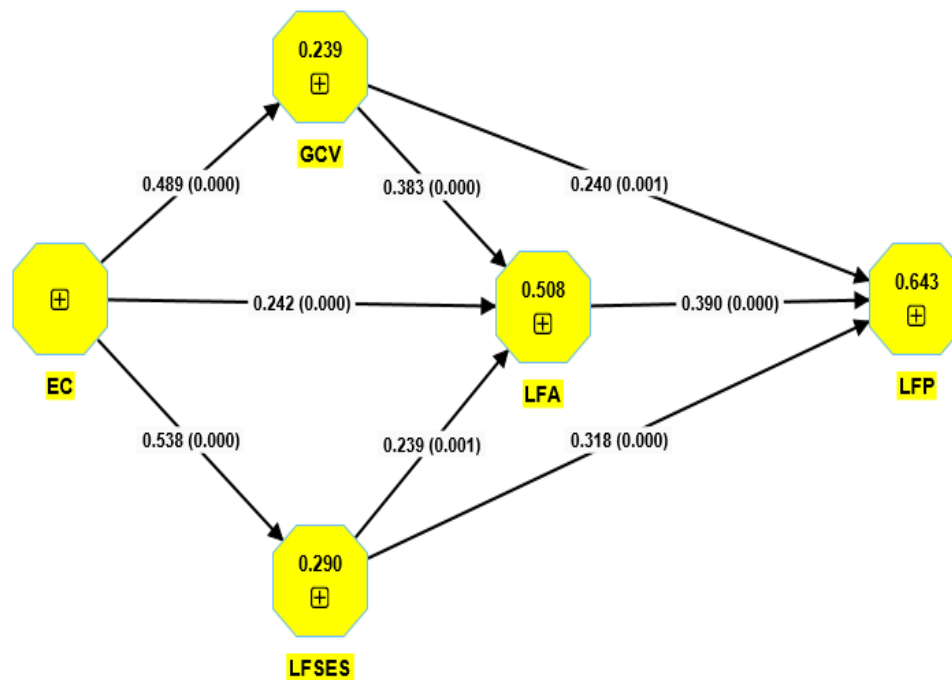 0.239
GCV
0.489 (0.000)
0.383 (0.000)
0.240 (0.001)
EC
0.242 (0.000)
0.508
LFA
0.390 (0.000)
0.643
LFP
0.538 (0.000)
0.239 (0.001)
0.318 (0.000)
0.290
LFSES